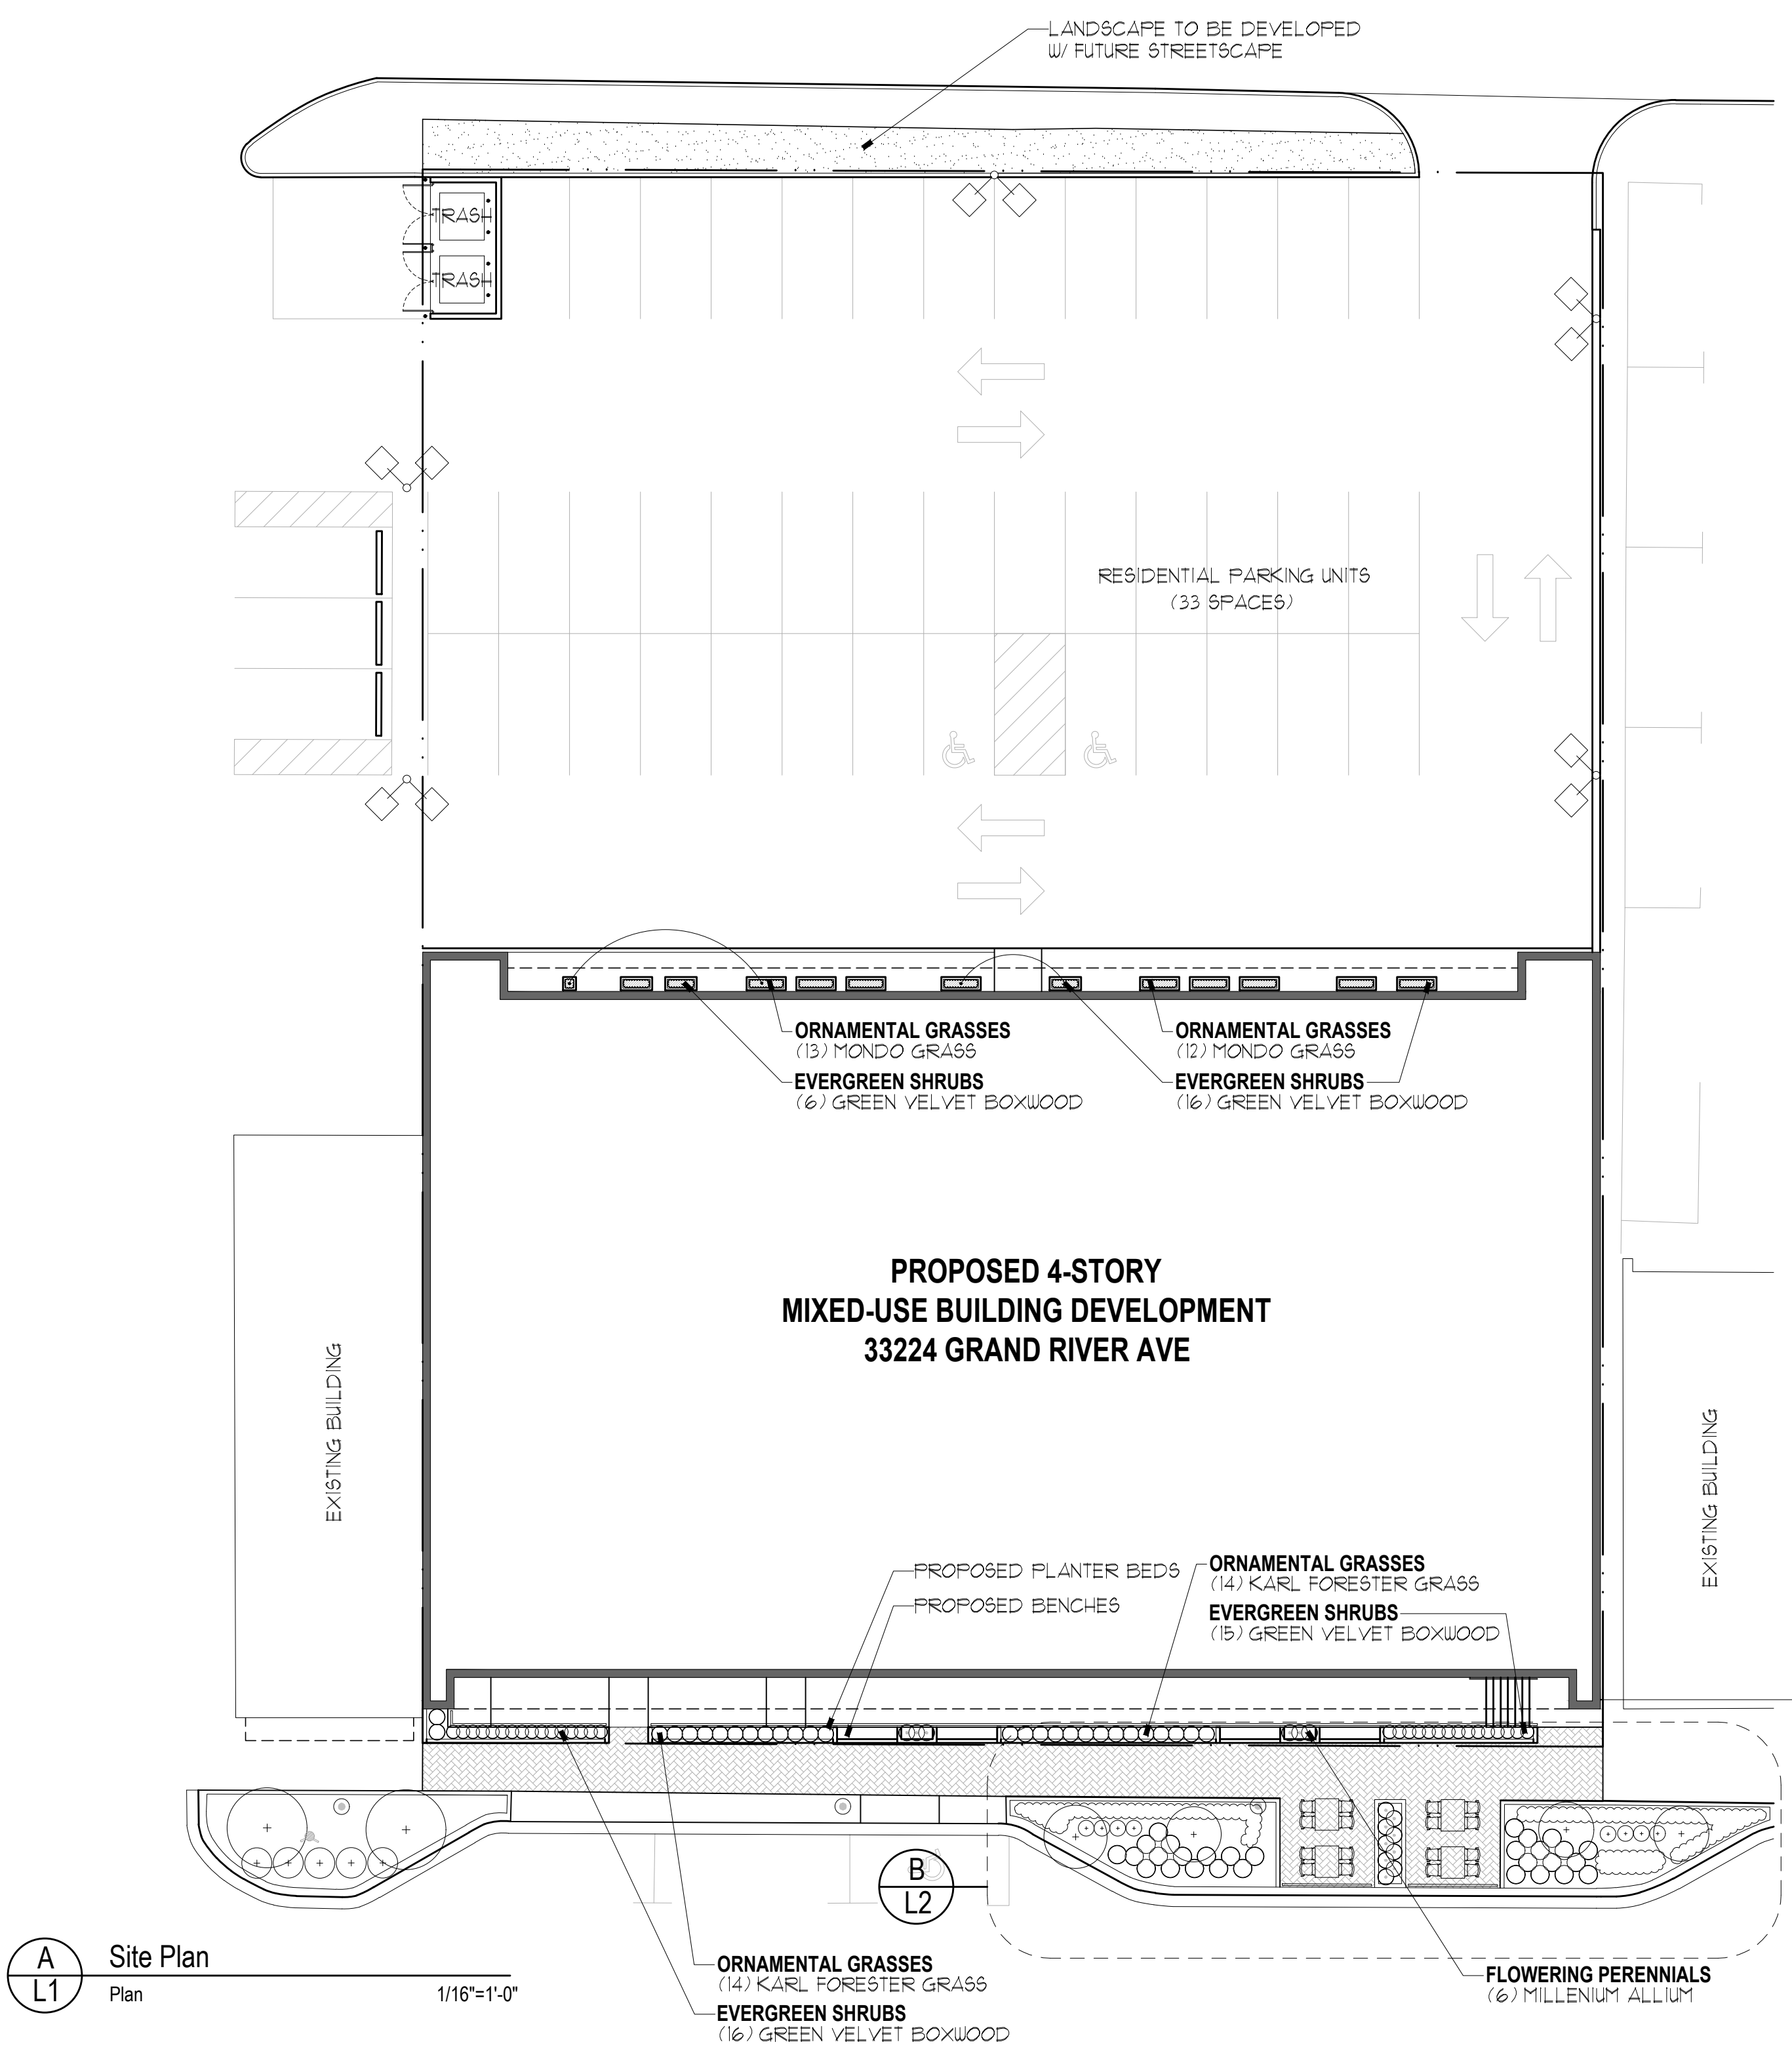 LANDSCAPE TO BE DEVELOPED
W/ FUTURE STREETSCAPE
TRASH
TRASH
RESIDENTIAL PARKING UNITS
(33 SPACES)
ORNAMENTAL GRASSES
(13) MONDO GRASS
EVERGREEN SHRUBS
(6) GREEN VELVET BOXWOOD
ORNAMENTAL GRASSES
(12) MONDO GRASS
EVERGREEN SHRUBS
(16) GREEN VELVET BOXWOOD
PROPOSED 4-STORY
MIXED-USE BUILDING DEVELOPMENT
33224 GRAND RIVER AVE
EXISTING BUILDING
EXISTING BUILDING
PROPOSED PLANTER BEDS
PROPOSED BENCHES
ORNAMENTAL GRASSES
(14) KARL FORESTER GRASS
EVERGREEN SHRUBS
(15) GREEN VELVET BOXWOOD
B
L2
A
L1
Site Plan
Plan 1/16"=1'-0"
ORNAMENTAL GRASSES
(14) KARL FORESTER GRASS
EVERGREEN SHRUBS
(16) GREEN VELVET BOXWOOD
FLOWERING PERENNIALS
(6) MILLENIUM ALLIUM